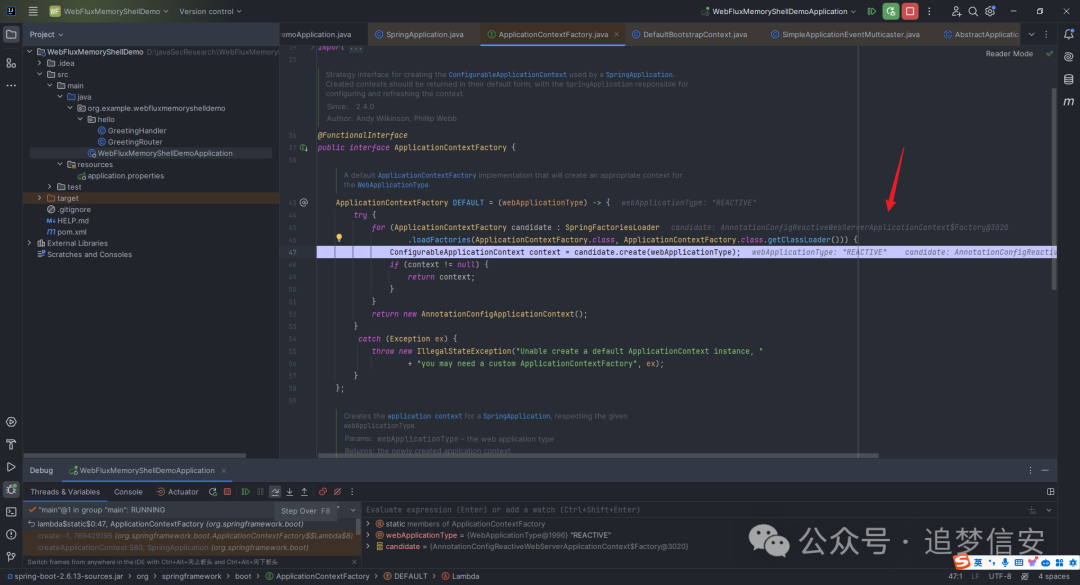 WF WebFluxMemoryShellDemo Version control WebFluxMemoryShellDemoApplication
Project emoApplication.java SpringApplication.java ApplicationContextFactory.java DefaultBootstrapContext.java SimpleApplicationEventMulticaster.java AbstractApplicatio
WebFluxMemoryShellDemo D:\javaSecResearch\WebFluxM
import ...
Reader Mode
.idea
25
src
Strategy interface for creating the ConfigurableApplicationContext used by a SpringApplication.
main
Created contexts should be returned in their default form, with the SpringApplication responsible for
java
configuring and refreshing the context
org.example.webfluxmemoryshelldemo
Since: 2.4.0
hello
Author: Andy Wilkinson, Phillip Webb
GreetingHandler
36 @FunctionalInterface
GreetingRouter
37 public interface ApplicationContextFactory {
WebFluxMemoryShellDemoApplication
38
resources
application.properties
A default ApplicationContextFactory implementation that will create an appropriate context for
test
the WebApplicationType.
target
43 ApplicationContextFactory DEFAULT = (webApplicationType) -> { webApplicationType: "REACTIVE"
.gitignore
44 try {
HELP.md
45 for (ApplicationContextFactory candidate : SpringFactoriesLoader candidate: AnnotationConfigReactiveWebServerApplicationContext$Factory@3020
pom.xml
46 .loadFactories(ApplicationContextFactory.class, ApplicationContextFactory.class.getClassLoader())) {
External Libraries
47 ConfigurableApplicationContext context = candidate.create(webApplicationType); webApplicationType: "REACTIVE" candidate: AnnotationConfigReactiv
Scratches and Consoles
48 if (context != null) {
49 return context;
50 }
51 }
52 return new AnnotationConfigApplicationContext();
53 }
54 catch (Exception ex) {
55 throw new IllegalStateException("Unable create a default ApplicationContext instance, "
56 + "you may need a custom ApplicationContextFactory", ex);
57 }
58 };
59
Creates the application context for a SpringApplication, respecting the given
webApplicationType.
Params: webApplicationType – the web application type
Returns: the newly created application context
Debug WebFluxMemoryShellDemoApplication
Threads & Variables Console Actuator
"main"@1 in group "main": RUNNING
Step Over F8
Evaluate expression (Enter) or add a watch (Ctrl+Shift+Enter)
lambda$static$0:47, ApplicationContextFactory (org.springframework.boot)
static members of ApplicationContextFactory
create:-1, 769429195 (org.springframework.boot.ApplicationContextFactory$$Lambda$8)
webApplicationType = {WebApplicationType@1996} "REACTIVE"
createApplicationContext:580, SpringApplication (org.springframework.boot)
candidate = {AnnotationConfigReactiveWebServerApplicationContext$Factory@3020}
Switch frames from anywhere in the IDE with Ctrl+Alt+向上箭头 and Ctrl+Alt+向下箭头
公众号 · 追梦信安
英
spring-boot-2.6.13-sources.jar org springframework boot ApplicationContextFactory DEFAULT Lambda
47:1 LF UTF-8 4 spaces